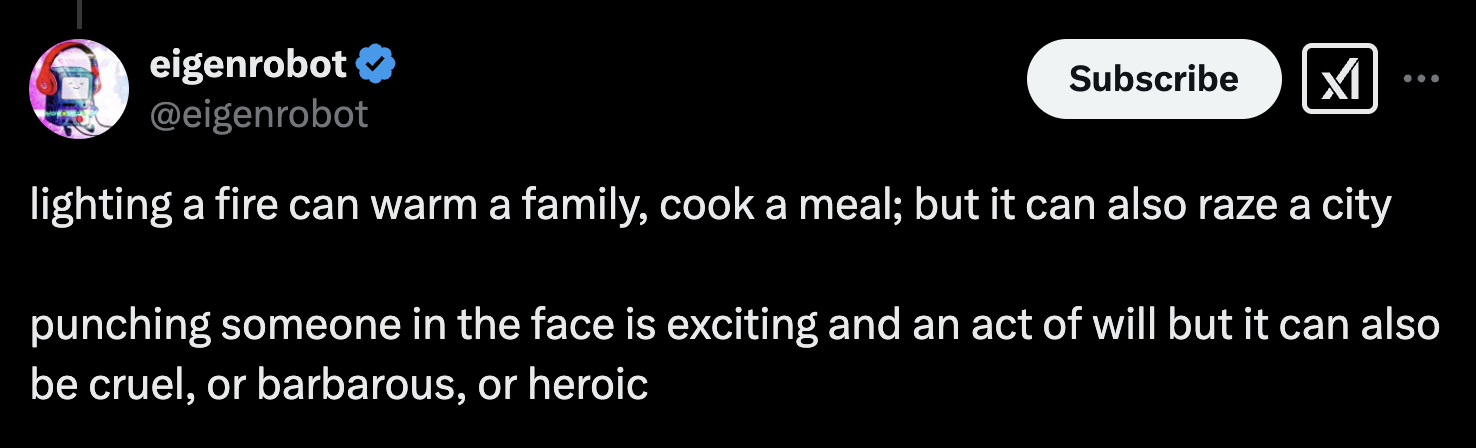 eigenrobot
@eigenrobot
Subscribe
lighting a fire can warm a family, cook a meal; but it can also raze a city
punching someone in the face is exciting and an act of will but it can also
be cruel, or barbarous, or heroic